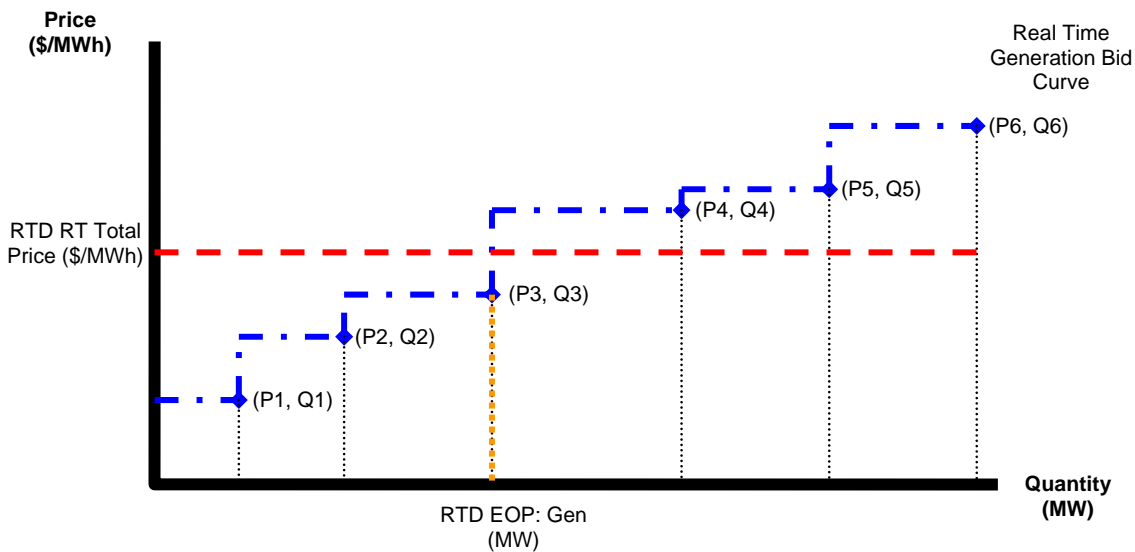 Price
($/MWh)
Real Time
Generation Bid
Curve
(P6, Q6)
(P5, Q5)
(P4, Q4)
RTD RT Total
Price ($/MWh)
(P3, Q3)
(P2, Q2)
(P1, Q1)
Quantity
(MW)
RTD EOP: Gen
(MW)